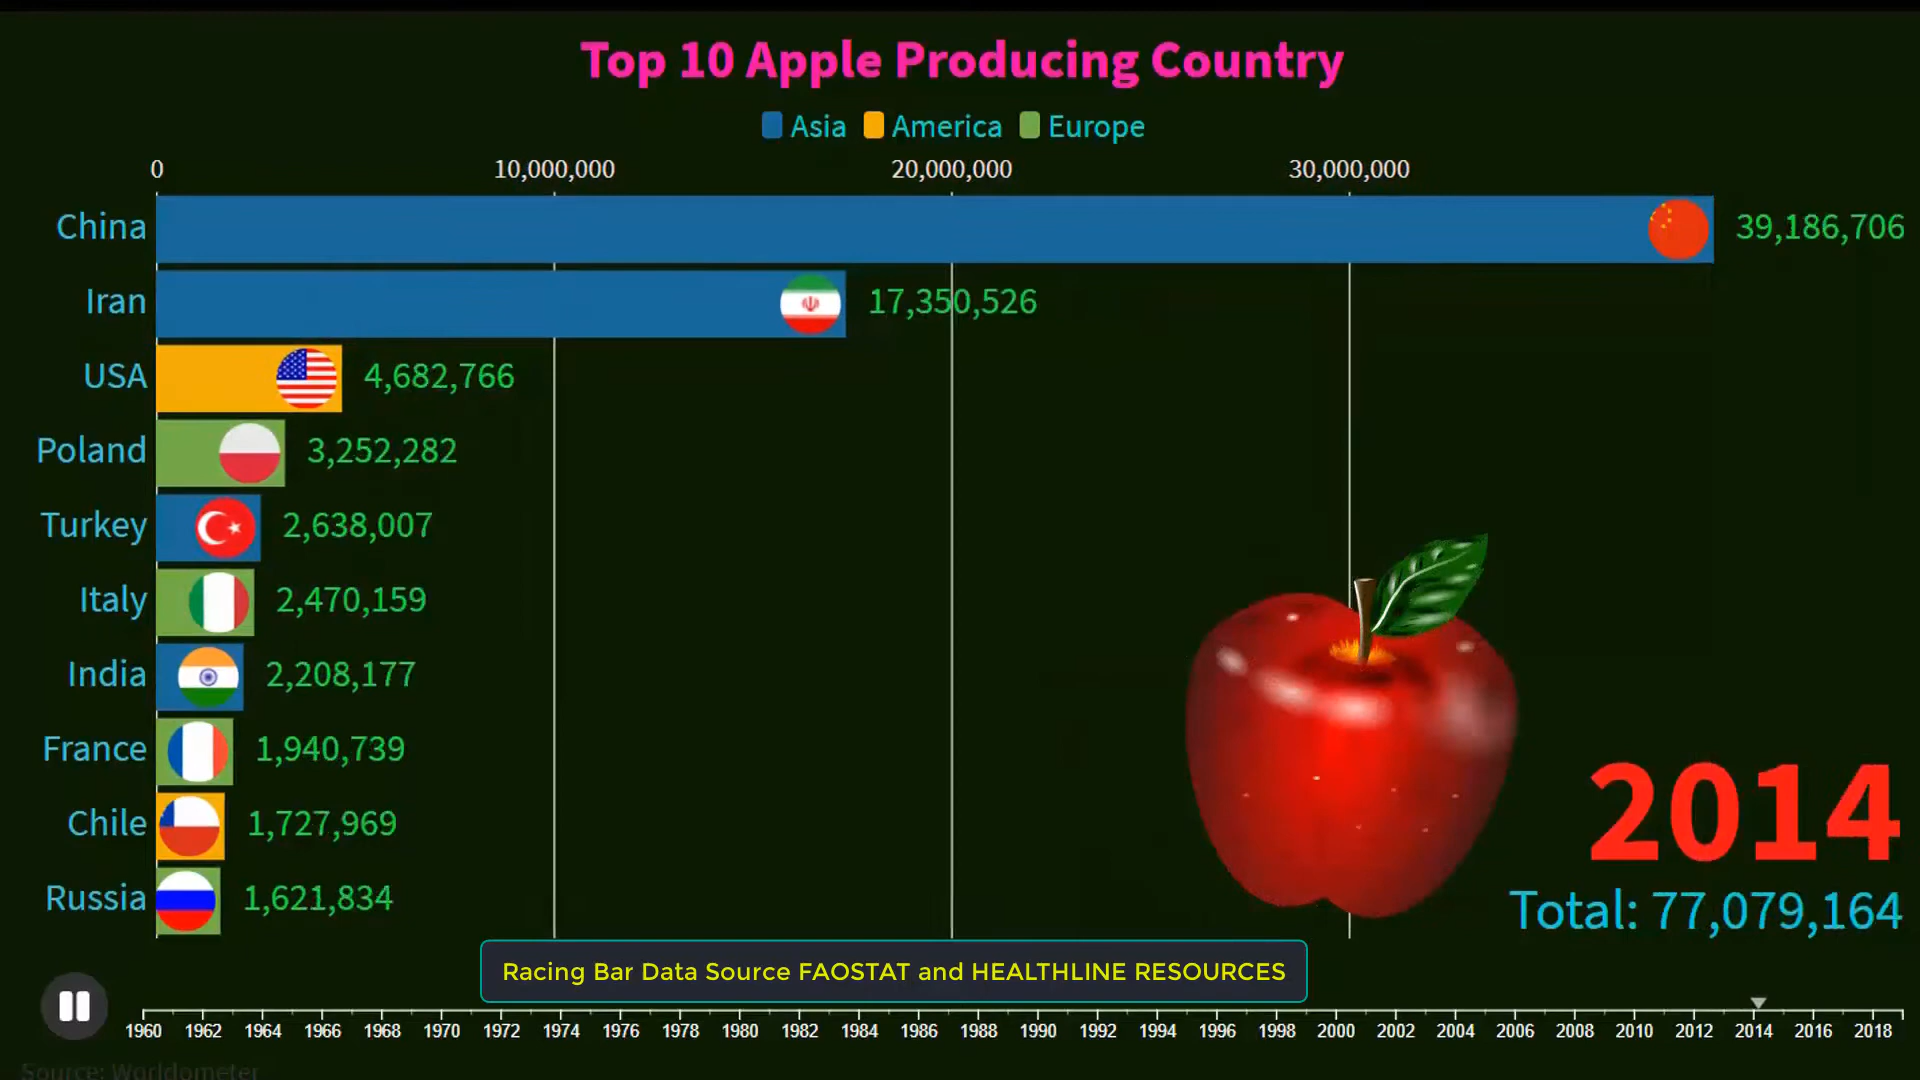 Top 10 Apple Producing Country
Asia America Europe
0 10,000,000 20,000,000 30,000,000
China 39,186,706
Iran 17,350,526
USA 4,682,766
Poland 3,252,282
Turkey 2,638,007
Italy 2,470,159
India 2,208,177
France 1,940,739
Chile 1,727,969
Russia 1,621,834
2014
Total: 77,079,164
Racing Bar Data Source FAOSTAT and HEALTHLINE RESOURCES
1960 1962 1964 1966 1968 1970 1972 1974 1976 1978 1980 1982 1984 1986 1988 1990 1992 1994 1996 1998 2000 2002 2004 2006 2008 2010 2012 2014 2016 2018
Source: Worldometer